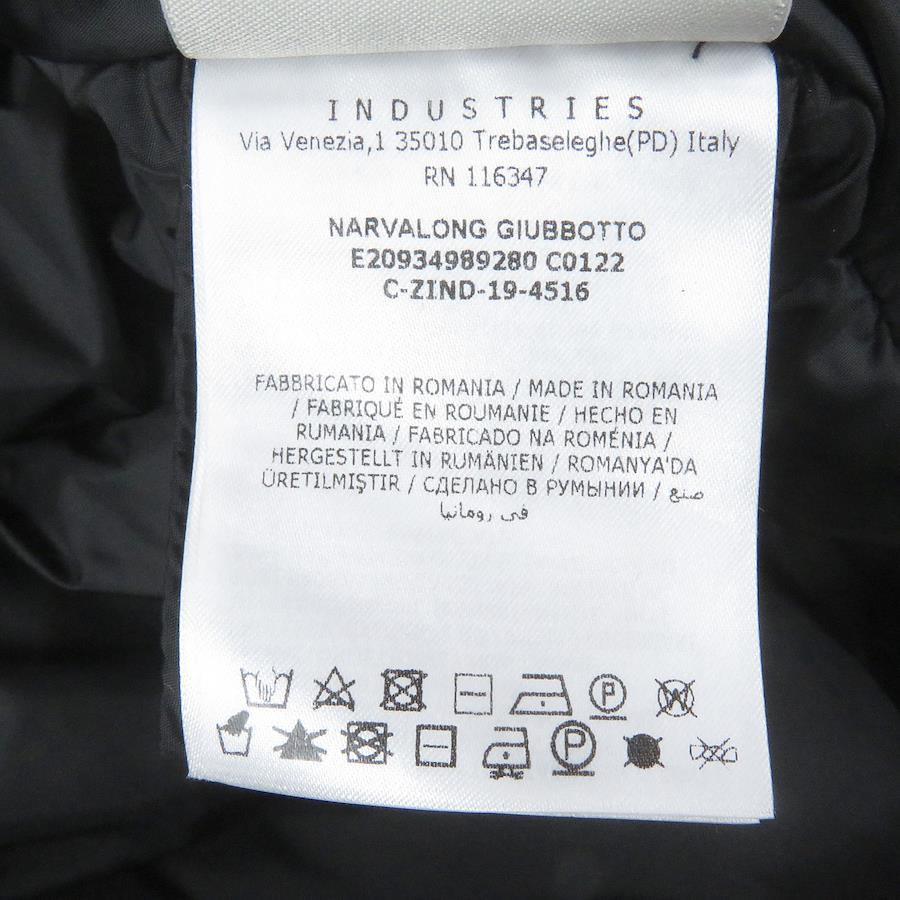 INDUSTRIES
Via Venezia,1 35010 Trebaseleghe(PD) Italy
RN 116347
NARVALONG GIUBBOTTO
E20934989280 C0122
C-ZIND-19-4516
FABBRICATO IN ROMANIA / MADE IN ROMANIA
/ FABRIQUÉ EN ROUMANIE / HECHO EN
RUMANIA / FABRICADO NA ROMÉNIA /
HERGESTELLT IN RUMÄNIEN / ROMANYA'DA
ÜRETILMIŞTIR / СДЕЛАНО В РУМЫНИИ / صنع
في رومانيا
P W
P